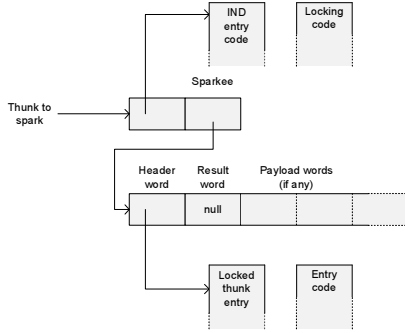 IND
entry
code
Locking
code
Sparkee
Thunk to
spark
Header
word
Result
word
Payload words
(if any)
null
Locked
thunk
entry
Entry
code